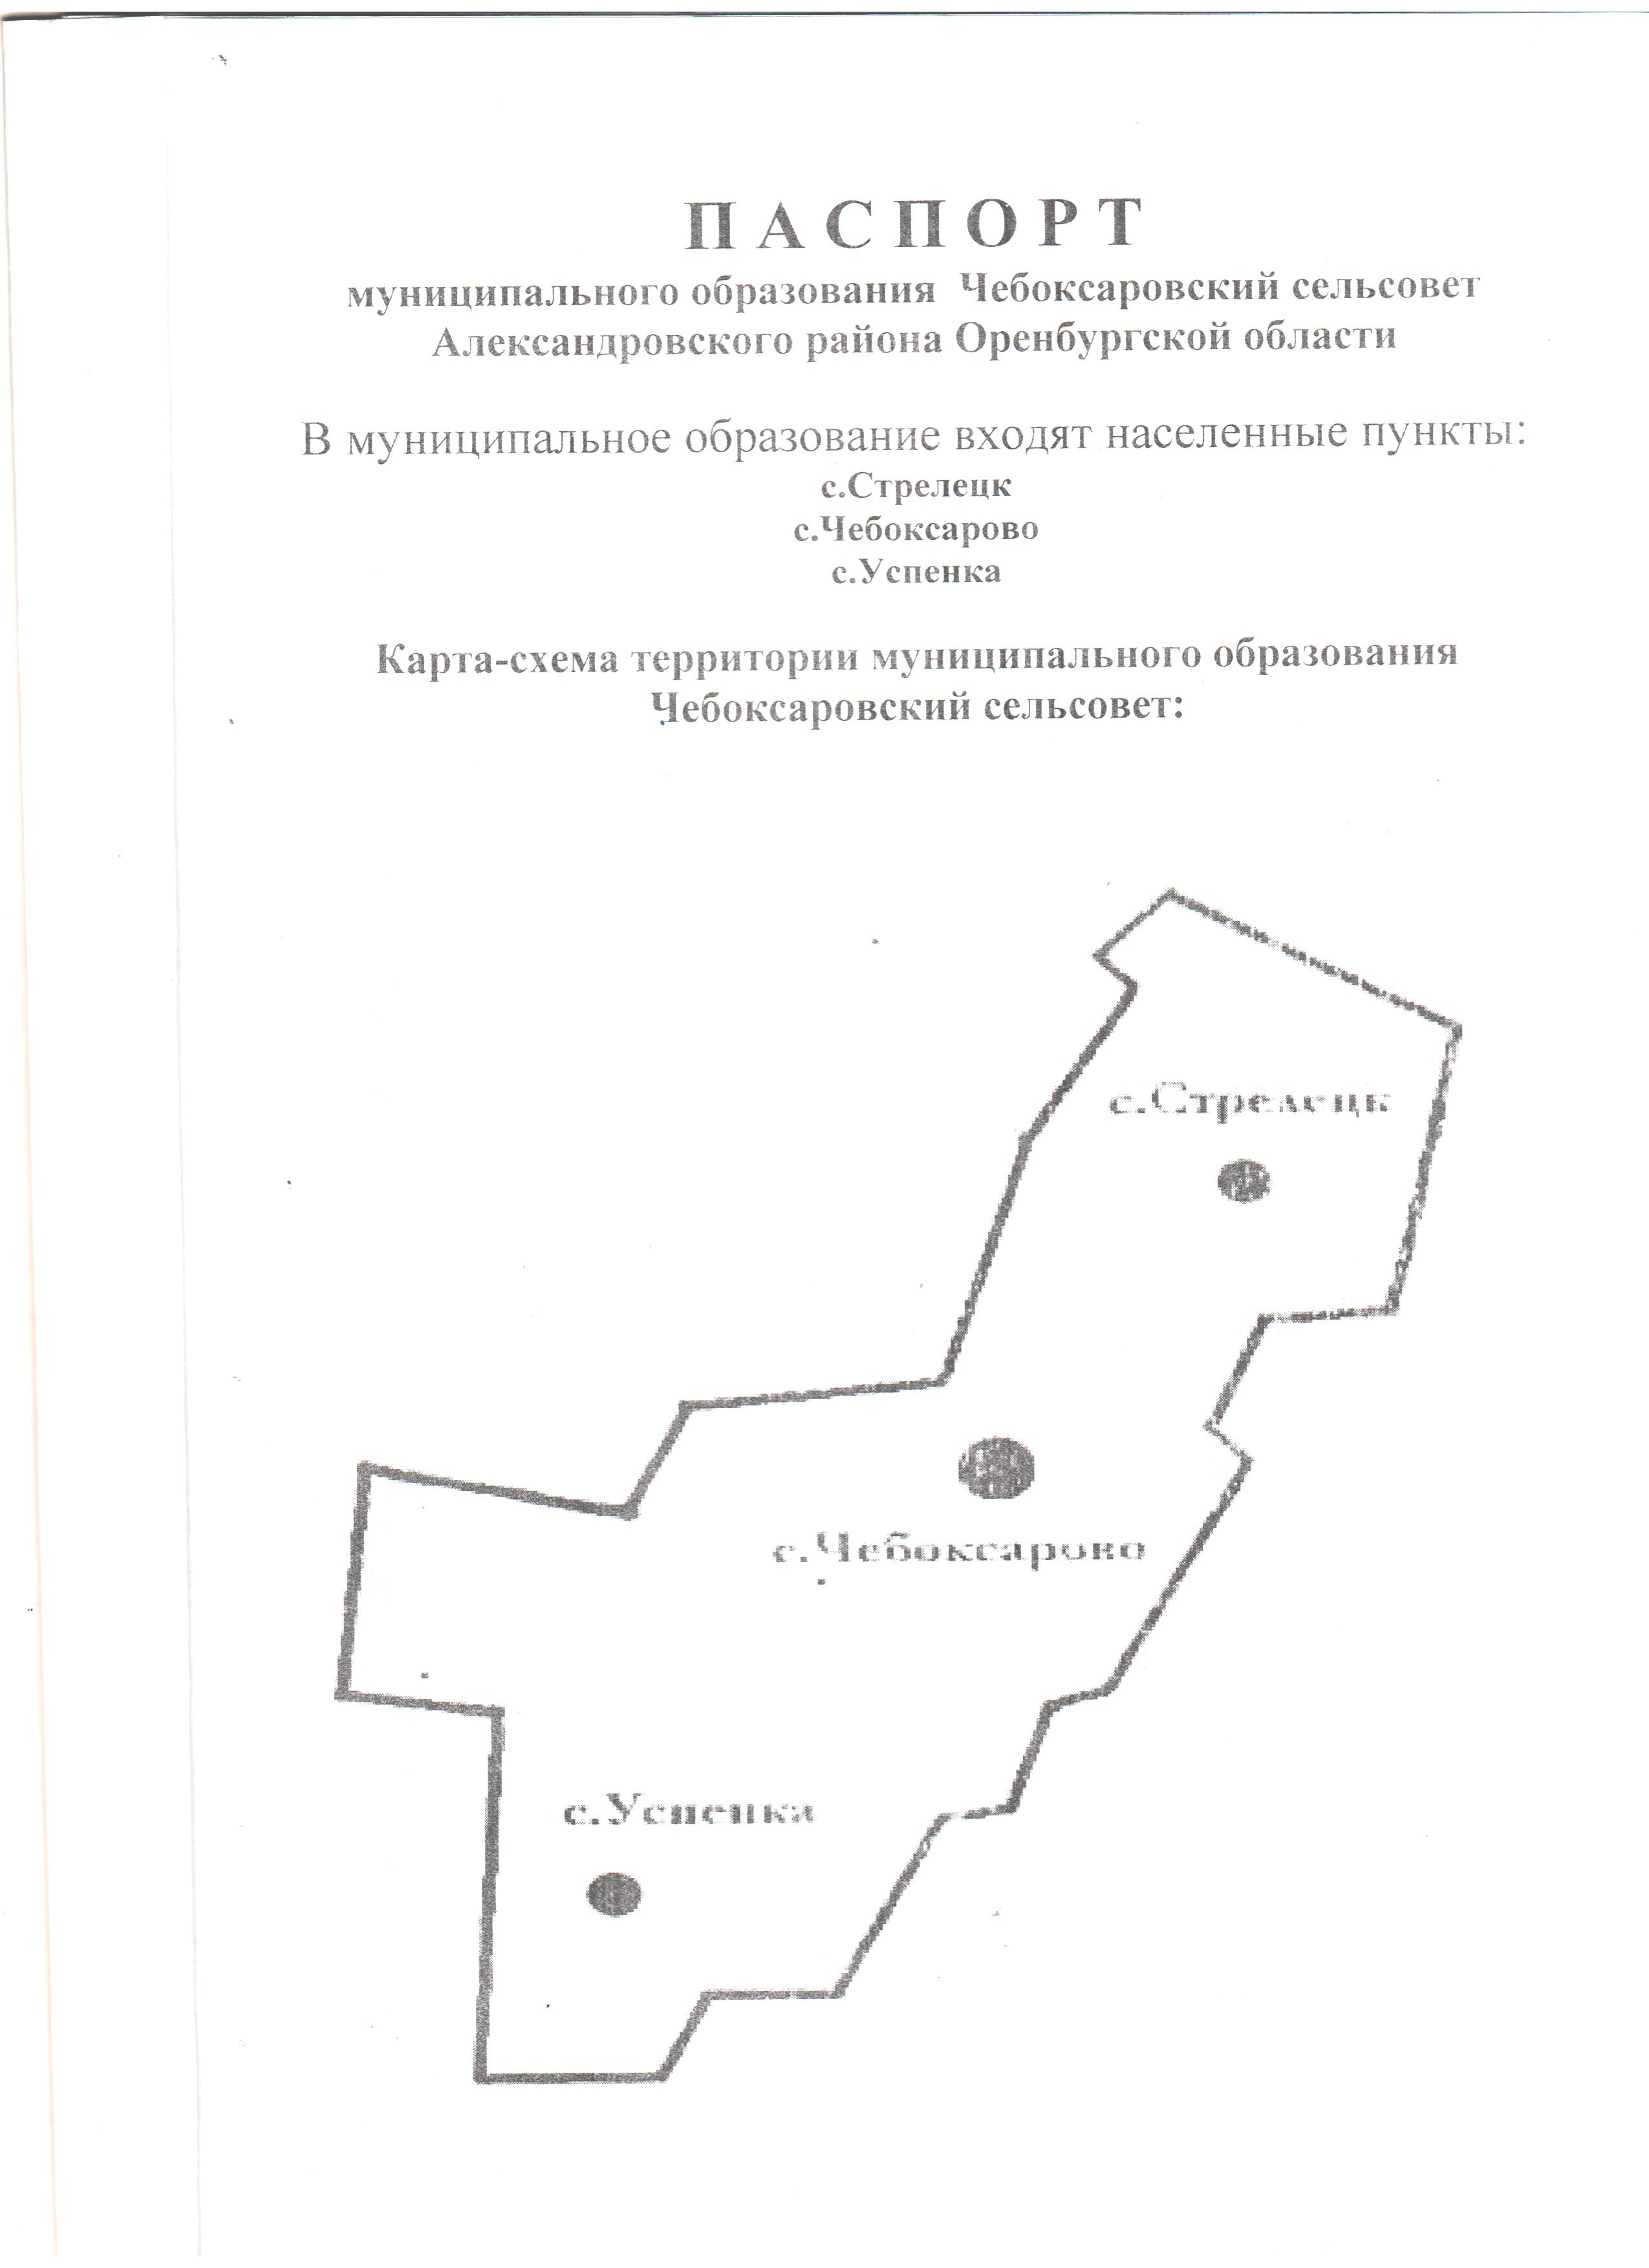 П А С П О Р Т
муниципального образования Чебоксаровский сельсовет
Александровского района Оренбургской области
В муниципальное образование входят населенные пункты:
с.Стрелецк
с.Чебоксарово
с.Успенка
Карта-схема территории муниципального образования
Чебоксаровский сельсовет:
с.Стрелецк
с.Чебоксарово
с.Успенка